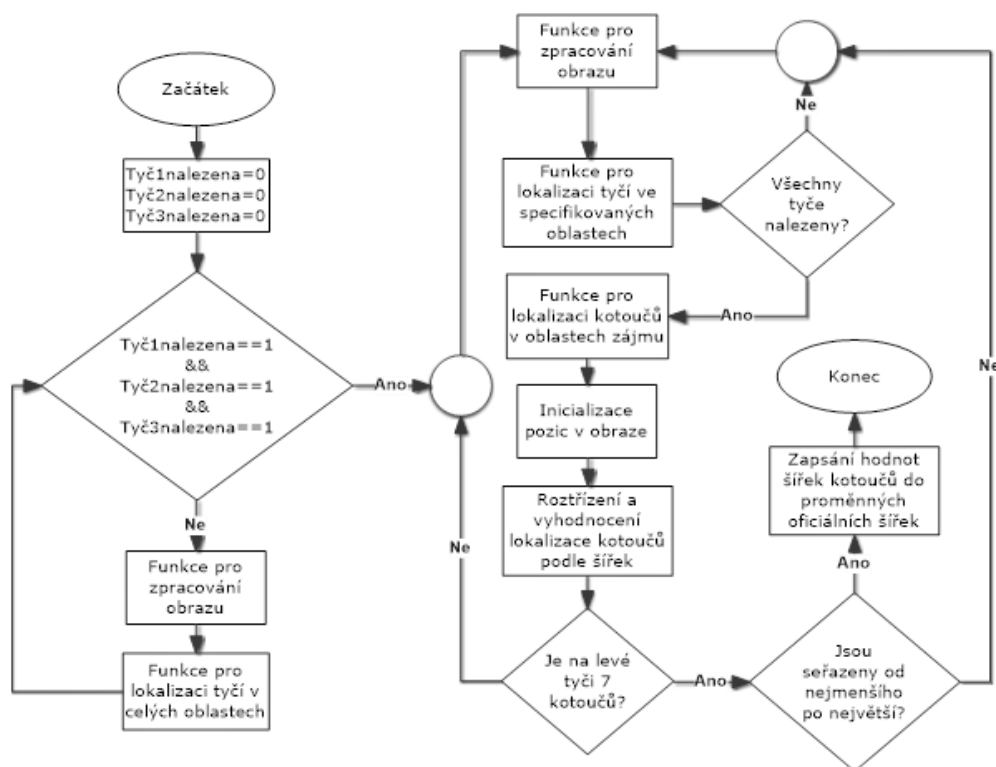 Začátek
Tyč1nalezena=0
Tyč2nalezena=0
Tyč3nalezena=0
Tyč1nalezena==1
&&
Tyč2nalezena==1
&&
Tyč3nalezena==1
Ano
Ne
Funkce pro
zpracování
obrazu
Funkce pro
lokalizaci tyčí v
celých oblastech
Funkce pro
zpracování
obrazu
Funkce pro
lokalizaci tyčí ve
specifikovaných
oblastech
Všechny
tyče
nalezeny?
Ne
Ano
Funkce pro
lokalizaci kotoučů
v oblastech zájmu
Inicializace
pozic v obraze
Roztřízení a
vyhodnocení
lokalizace kotoučů
podle šířek
Je na levé
tyči 7
kotoučů?
Ne
Ano
Jsou
seřazeny od
nejmenšího
po největší?
Ne
Ano
Zapsání hodnot
šířek kotoučů do
proměnných
oficiálních šířek
Konec